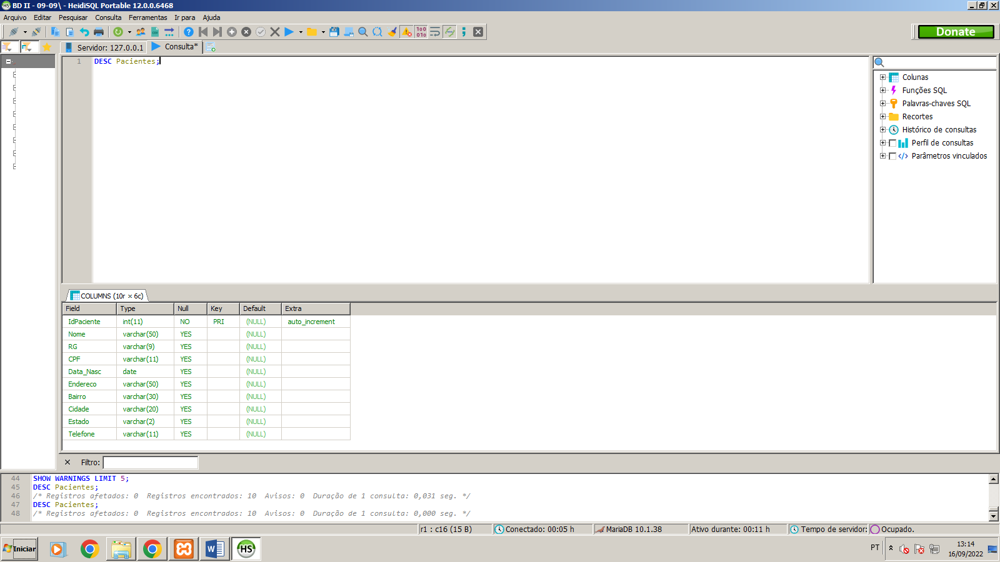 BD II - 09-09\ - HeidiSQL Portable 12.0.0.6468
Arquivo Editar Pesquisar Consulta Ferramentas Ir para Ajuda
Donate
Servidor: 127.0.0.1 Consulta*
1 DESC Pacientes;
Colunas
Funções SQL
Palavras-chaves SQL
Recortes
Histórico de consultas
Perfil de consultas
Parâmetros vinculados
COLUMNS (10r × 6c)
Field Type Null Key Default Extra
IdPaciente int(11) NO PRI (NULL) auto_increment
Nome varchar(50) YES (NULL)
RG varchar(9) YES (NULL)
CPF varchar(11) YES (NULL)
Data_Nasc date YES (NULL)
Endereco varchar(50) YES (NULL)
Bairro varchar(30) YES (NULL)
Cidade varchar(20) YES (NULL)
Estado varchar(2) YES (NULL)
Telefone varchar(11) YES (NULL)
Filtro:
44 SHOW WARNINGS LIMIT 5;
45 DESC Pacientes;
46 /* Registros afetados: 0 Registros encontrados: 10 Avisos: 0 Duração de 1 consulta: 0,031 seg. */
47 DESC Pacientes;
48 /* Registros afetados: 0 Registros encontrados: 10 Avisos: 0 Duração de 1 consulta: 0,000 seg. */
r1 : c16 (15 B) Conectado: 00:05 h MariaDB 10.1.38 Ativo durante: 00:11 h Tempo de servidor: Ocupado.
Iniciar HS PT 13:14
16/09/2022